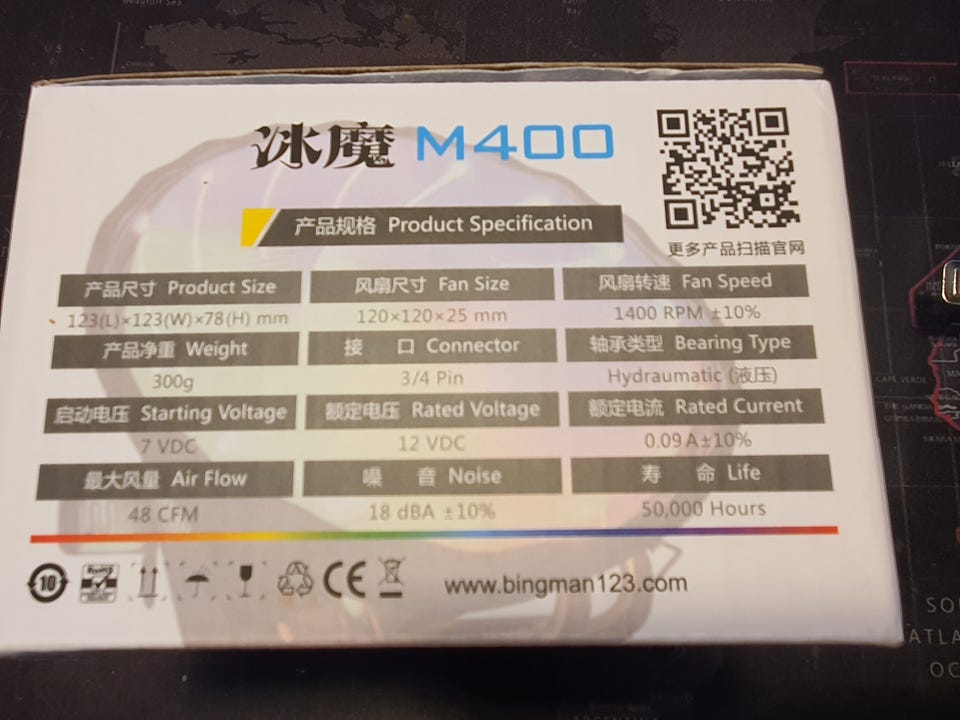 冰魔 M400
产品规格 Product Specification
更多产品扫描官网
产品尺寸 Product Size 风扇尺寸 Fan Size 风扇转速 Fan Speed
123(L)×123(W)×78(H) mm 120×120×25 mm 1400 RPM ±10%
产品净重 Weight 接 口 Connector 轴承类型 Bearing Type
300g 3/4 Pin Hydraumatic (液压)
启动电压 Starting Voltage 额定电压 Rated Voltage 额定电流 Rated Current
7 VDC 12 VDC 0.09 A±10%
最大风量 Air Flow 噪 音 Noise 寿 命 Life
48 CFM 18 dBA ±10% 50,000 Hours
10 RoHS CE www.bingman123.com
U.S.
CAPE VERDE